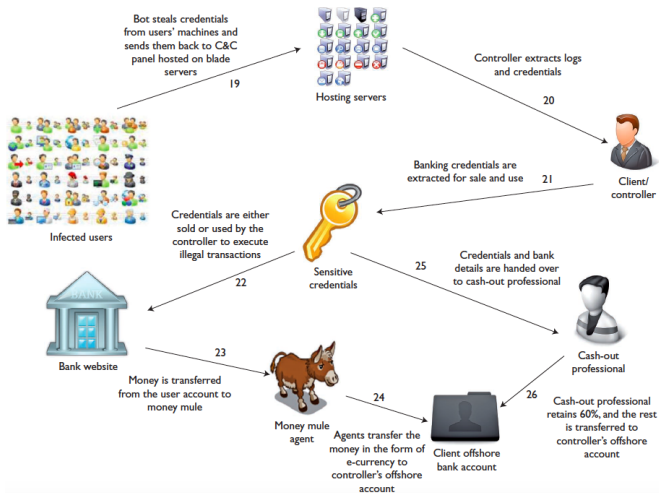 Bot steals credentials
from users' machines and
sends them back to C&C
panel hosted on blade
servers
19
Hosting servers
Controller extracts logs
and credentials
20
Client/
controller
Infected users
Banking credentials are
extracted for sale and use
21
Credentials are either
sold or used by the
controller to execute
illegal transactions
22
Sensitive
credentials
25
Credentials and bank
details are handed over
to cash-out professional
BANK
Bank website
23
Money is transferred
from the user account to
money mule
Money mule
agent
24
Agents transfer the
money in the form of
e-currency to
controller's offshore
account
Client offshore
bank account
Cash-out
professional
26
Cash-out professional
retains 60%, and the rest
is transferred to
controller's offshore
account